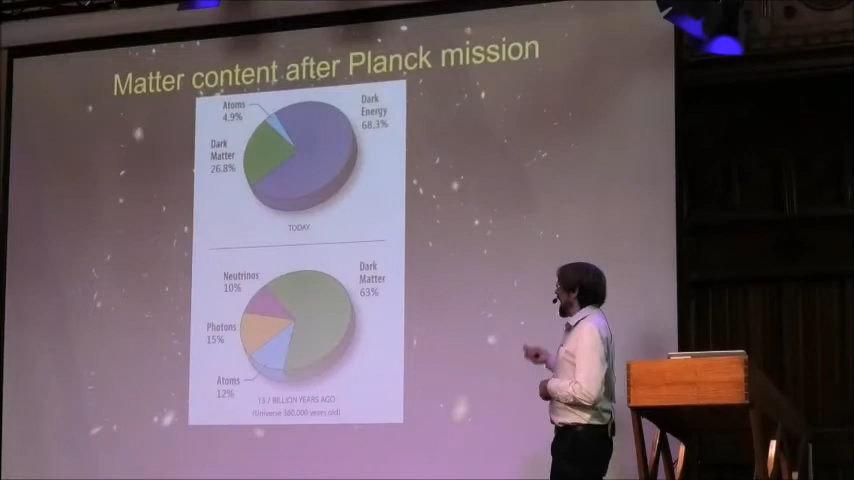 Matter content after Planck mission
Atoms
4.9%
Dark
Energy
68.3%
Dark
Matter
26.8%
TODAY
Neutrinos
10%
Dark
Matter
63%
Photons
15%
Atoms
12%
13.7 BILLION YEARS AGO
(Universe 380,000 years old)